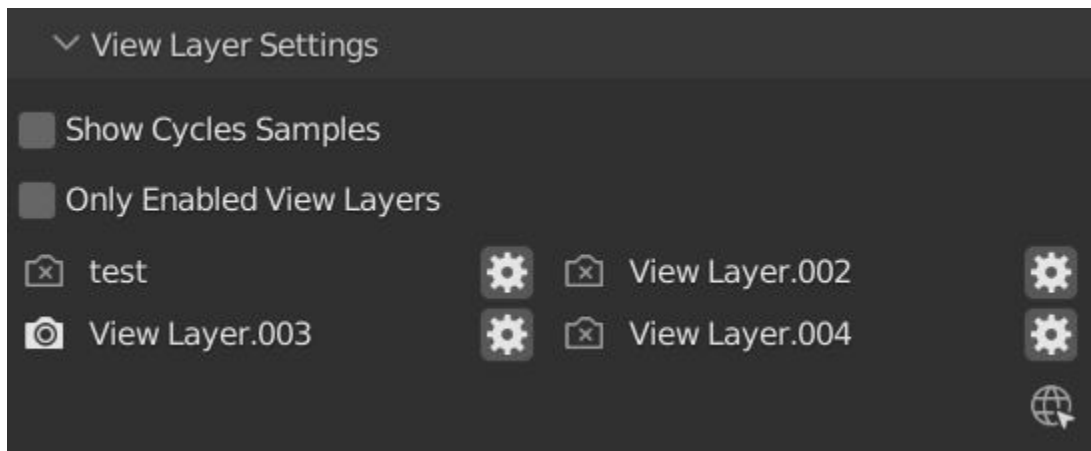 View Layer Settings
Show Cycles Samples
Only Enabled View Layers
test View Layer.002
View Layer.003 View Layer.004